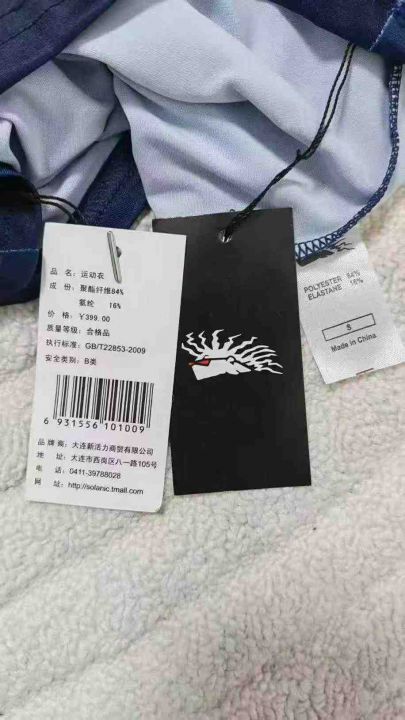 品 名：运动衣
成 份：聚酯纤维84%
氨纶 16%
价 格：￥399.00
质量等级：合格品
执行标准：GB/T22853-2009
安全类别：B类
6 931556 101009
品 牌 商：大连新活力商贸有限公司
地 址：大连市西岗区八一路105号
电 话：0411-39788028
网 址：http://solanic.tmall.com
POLYESTER 84%
ELASTANE 16%
S
Made in China